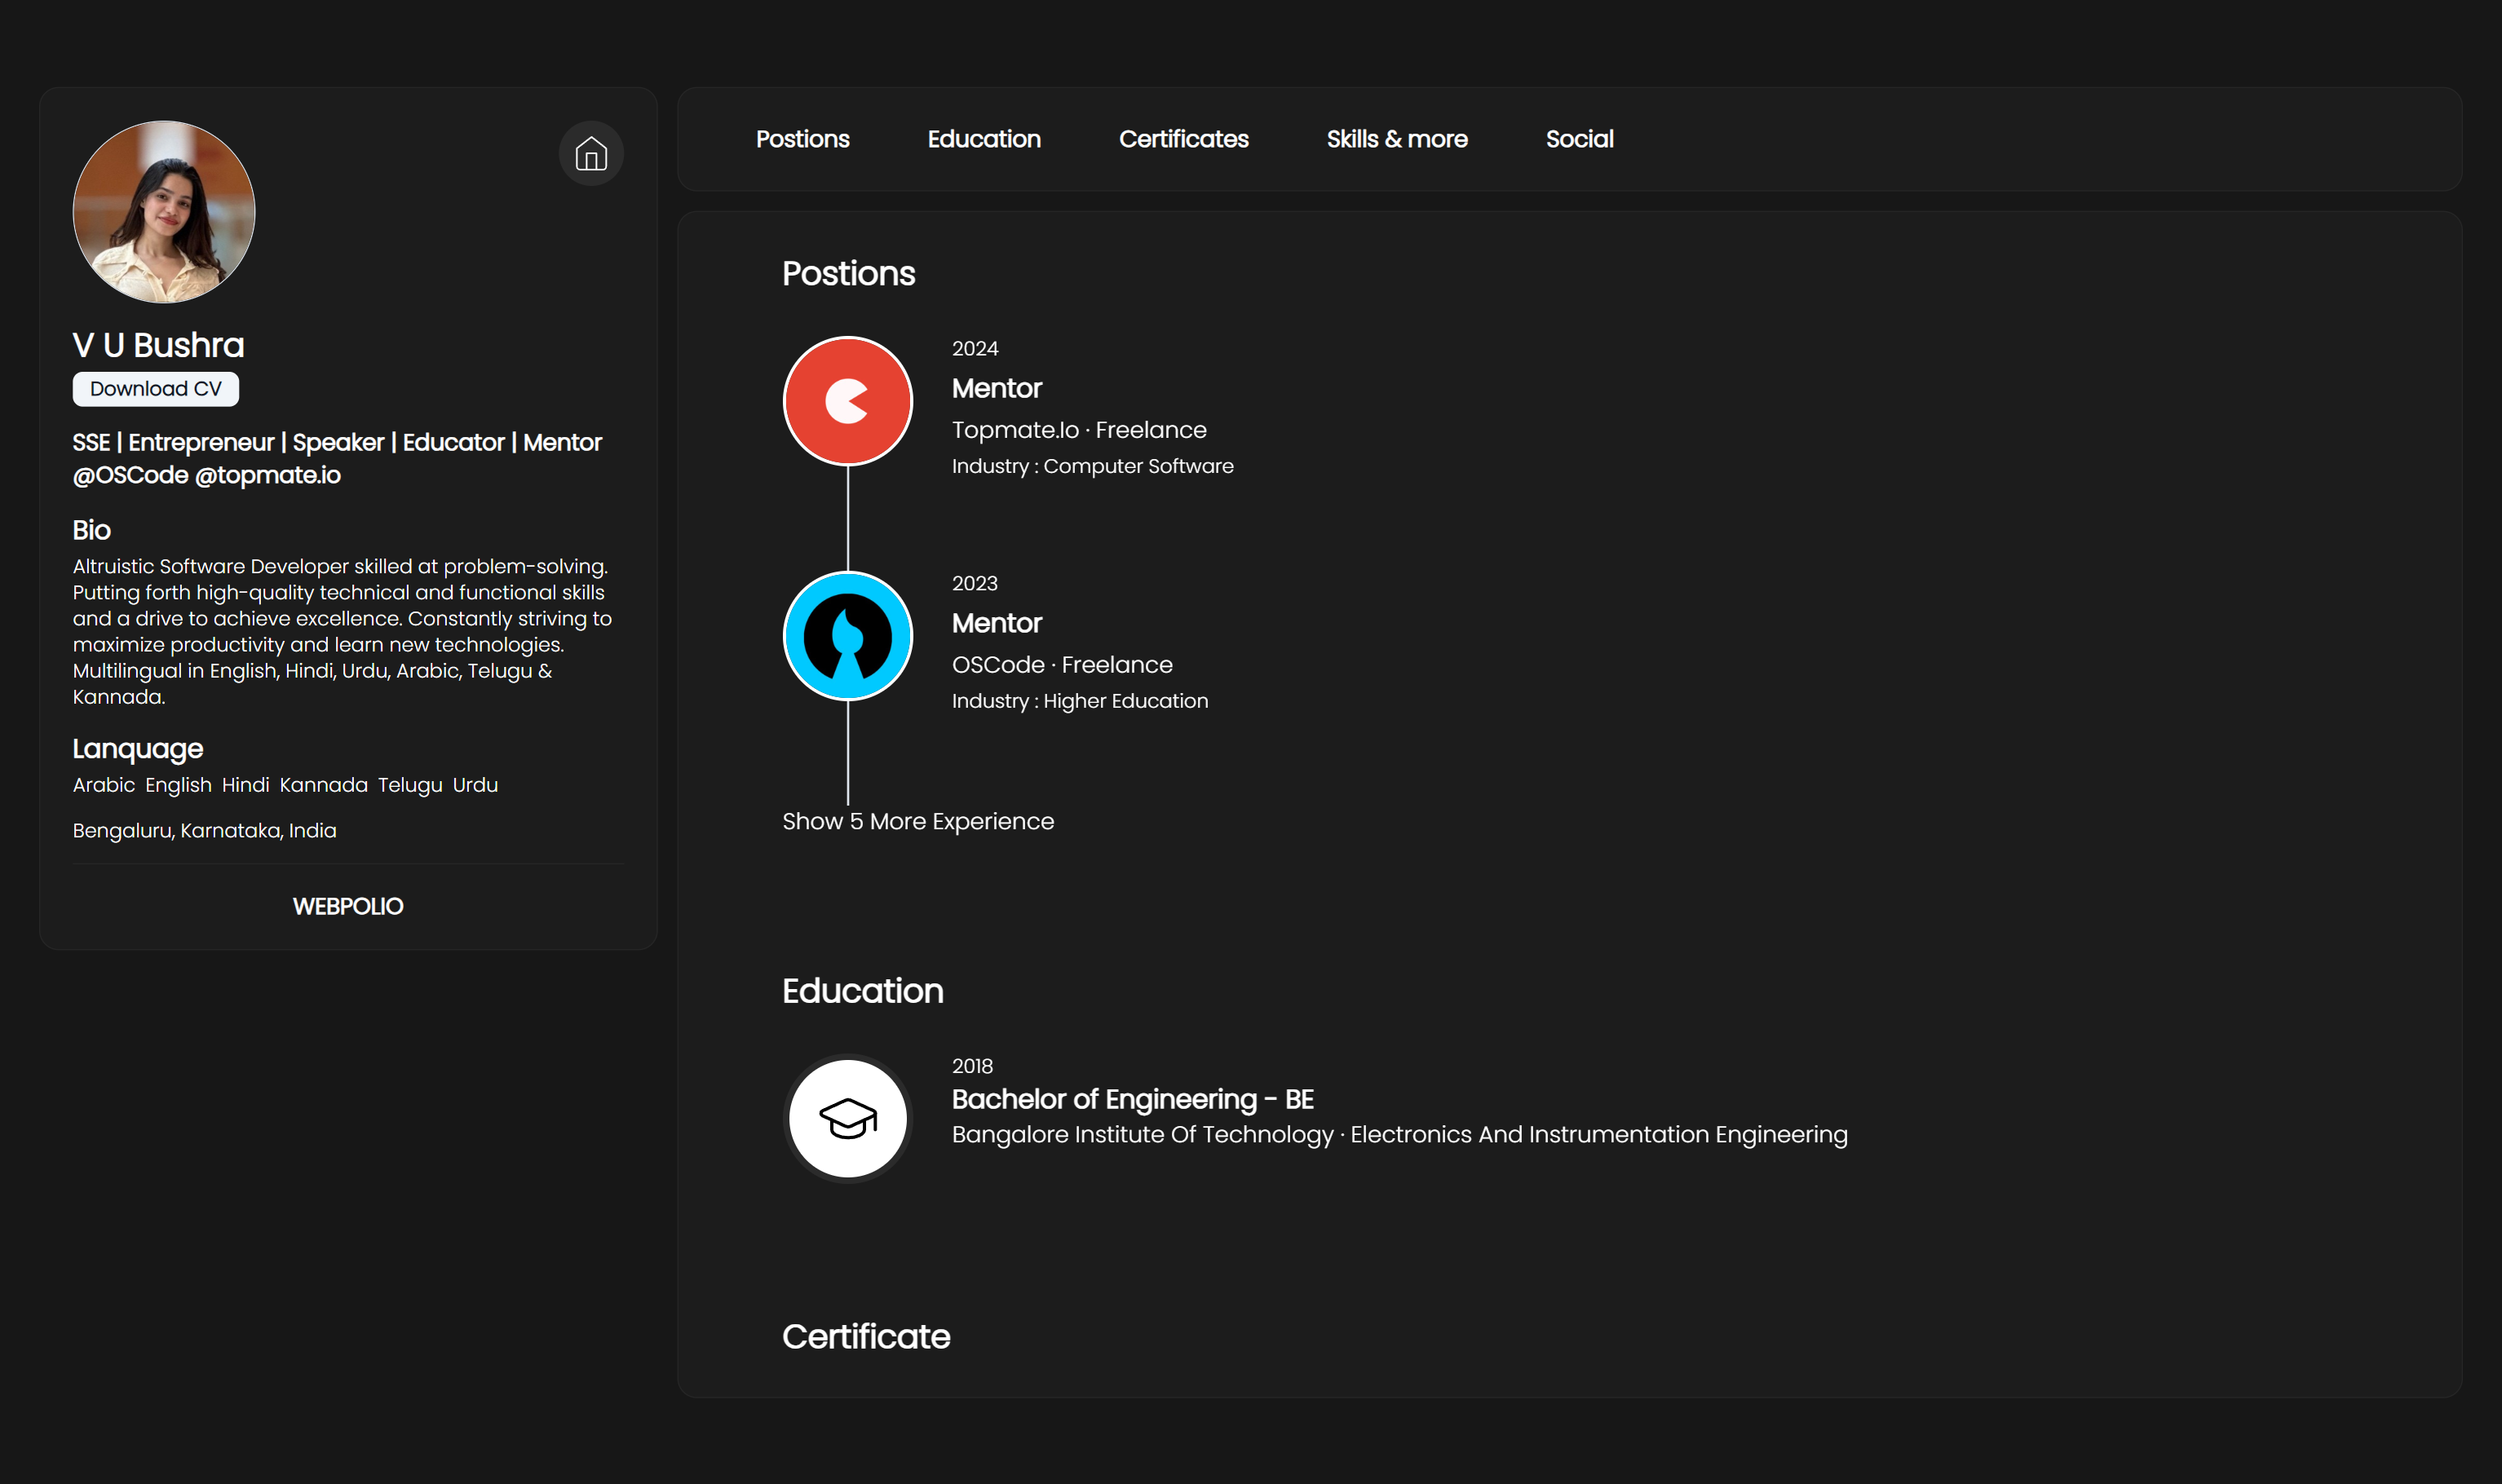 V U Bushra
Download CV
SSE | Entrepreneur | Speaker | Educator | Mentor
@OSCode @topmate.io
Bio
Altruistic Software Developer skilled at problem-solving.
Putting forth high-quality technical and functional skills
and a drive to achieve excellence. Constantly striving to
maximize productivity and learn new technologies.
Multilingual in English, Hindi, Urdu, Arabic, Telugu &
Kannada.
Lanquage
Arabic English Hindi Kannada Telugu Urdu
Bengaluru, Karnataka, India
WEBPOLIO
Postions Education Certificates Skills & more Social
Postions
2024
Mentor
Topmate.Io · Freelance
Industry : Computer Software
2023
Mentor
OSCode · Freelance
Industry : Higher Education
Show 5 More Experience
Education
2018
Bachelor of Engineering - BE
Bangalore Institute Of Technology · Electronics And Instrumentation Engineering
Certificate